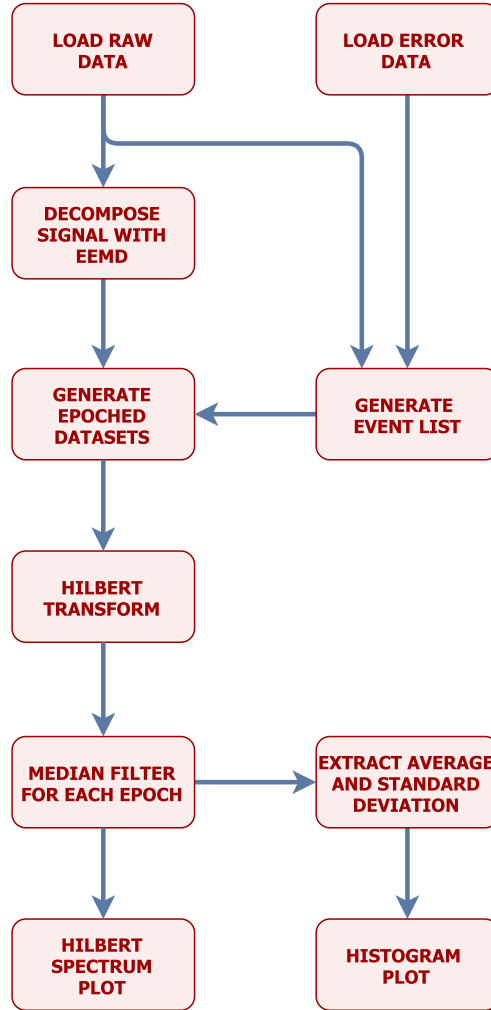 LOAD RAW
DATA
LOAD ERROR
DATA
DECOMPOSE
SIGNAL WITH
EEMD
GENERATE
EPOCHED
DATASETS
GENERATE
EVENT LIST
HILBERT
TRANSFORM
MEDIAN FILTER
FOR EACH EPOCH
EXTRACT AVERAGE
AND STANDARD
DEVIATION
HILBERT
SPECTRUM
PLOT
HISTOGRAM
PLOT